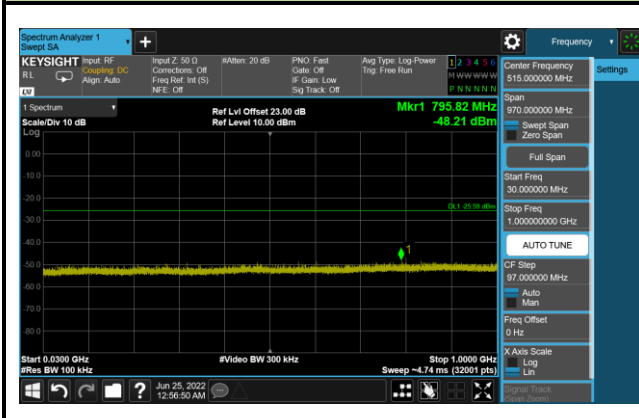 Spectrum Analyzer 1
Swept SA
+
Frequency
KEYSIGHT
RL
LXI
Input: RF
Coupling: DC
Align: Auto
Input Z: 50 Ω
Corrections: Off
Freq Ref: Int (S)
NFE: Off
#Atten: 20 dB
PNO: Fast
Gate: Off
IF Gain: Low
Sig Track: Off
Avg Type: Log-Power
Trig: Free Run
1 2 3 4 5 6
M W W W W W
P N N N N N
Center Frequency
515.000000 MHz
Settings
1 Spectrum
Scale/Div 10 dB
Log
Ref Lvl Offset 23.00 dB
Ref Level 10.00 dBm
Mkr1 795.82 MHz
-48.21 dBm
Span
970.000000 MHz
Swept Span
Zero Span
Full Span
Start Freq
30.000000 MHz
Stop Freq
1.000000000 GHz
AUTO TUNE
CF Step
97.000000 MHz
Auto
Man
Freq Offset
0 Hz
X Axis Scale
Log
Lin
Signal Track
(Span Zoom)
0.00
-10.0
-20.0
DL1 -25.59 dBm
-30.0
-40.0
1
-50.0
-60.0
-70.0
-80.0
Start 0.0300 GHz
#Res BW 100 kHz
#Video BW 300 kHz
Stop 1.0000 GHz
Sweep ~4.74 ms (32001 pts)
?
Jun 25, 2022
12:56:50 AM